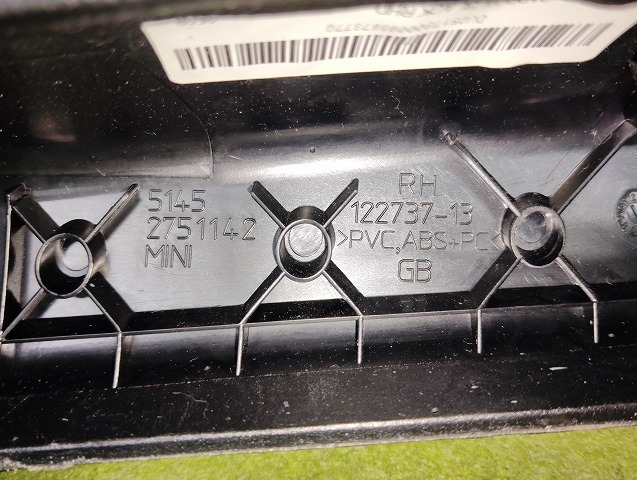 5145
2751142
MINI
RH
122737-13
>PVC,ABS+PC<
GB